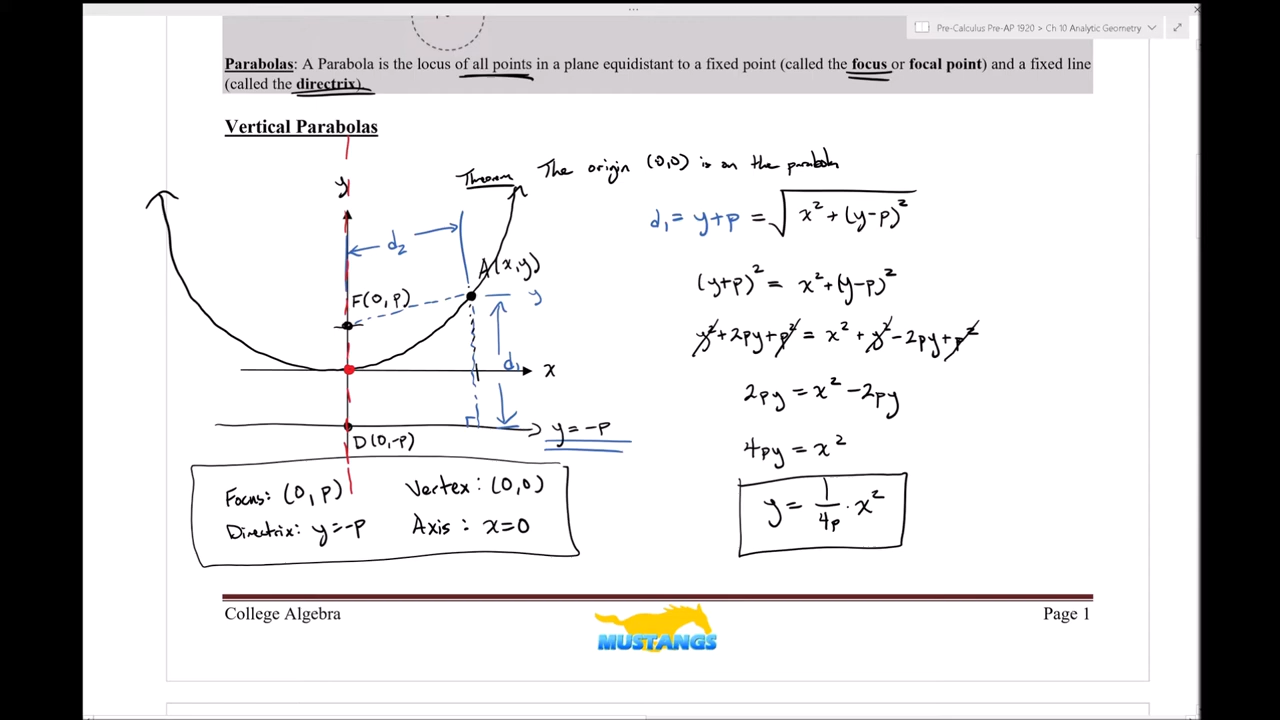 Pre-Calculus Pre-AP 1920 > Ch 10 Analytic Geometry
Parabolas: A Parabola is the locus of all points in a plane equidistant to a fixed point (called the focus or focal point) and a fixed line
(called the directrix).
Vertical Parabolas
Theorem The origin (0,0) is on the parabola
y
d₁ = y+p = √(x² + (y-p)²)
d₂
A(x,y)
(y+p)² = x²+(y-p)²
F(0,p)
y
y²+2py+p² = x² + y² - 2py+p²
d₁
x
2py = x² - 2py
y = -p
D(0,-p)
4py = x²
Focus: (0,p) Vertex: (0,0)
y = 1/4p · x²
Directrix: y=-p Axis: x=0
College Algebra
MUSTANGS
Page 1